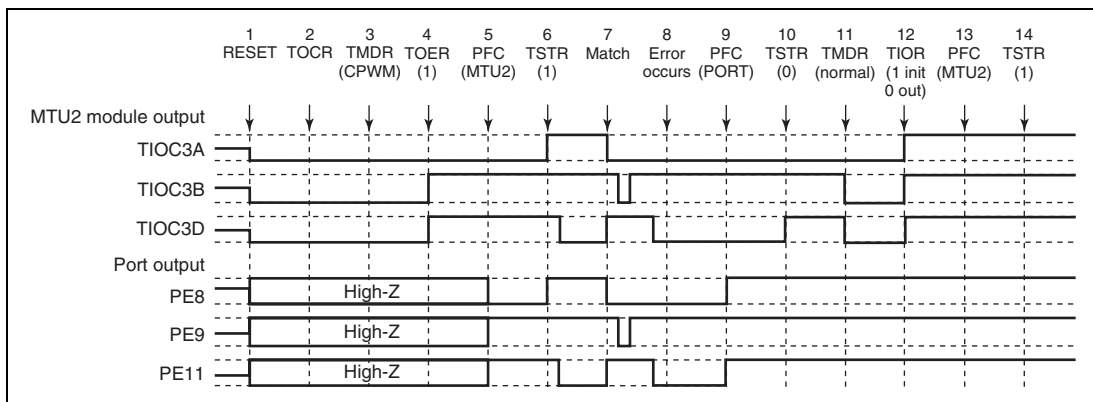 1 2 3 4 5 6 7 8 9 10 11 12 13 14
RESET TOCR TMDR TOER PFC TSTR Match Error PFC TSTR TMDR TIOR PFC TSTR
(CPWM) (1) (MTU2) (1) occurs (PORT) (0) (normal) (1 init (MTU2) (1)
0 out)
MTU2 module output
TIOC3A
TIOC3B
TIOC3D
Port output
PE8 High-Z
PE9 High-Z
PE11 High-Z